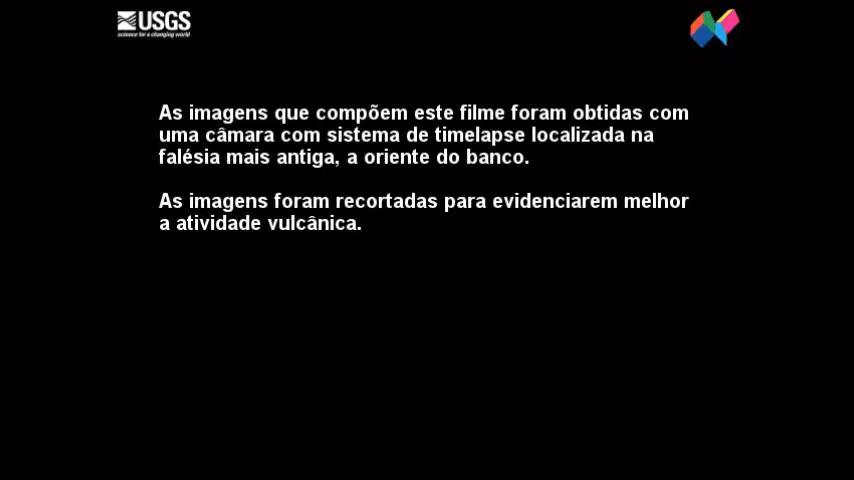 USGS
science for a changing world
As imagens que compõem este filme foram obtidas com
uma câmara com sistema de timelapse localizada na
falésia mais antiga, a oriente do banco.
As imagens foram recortadas para evidenciarem melhor
a atividade vulcânica.